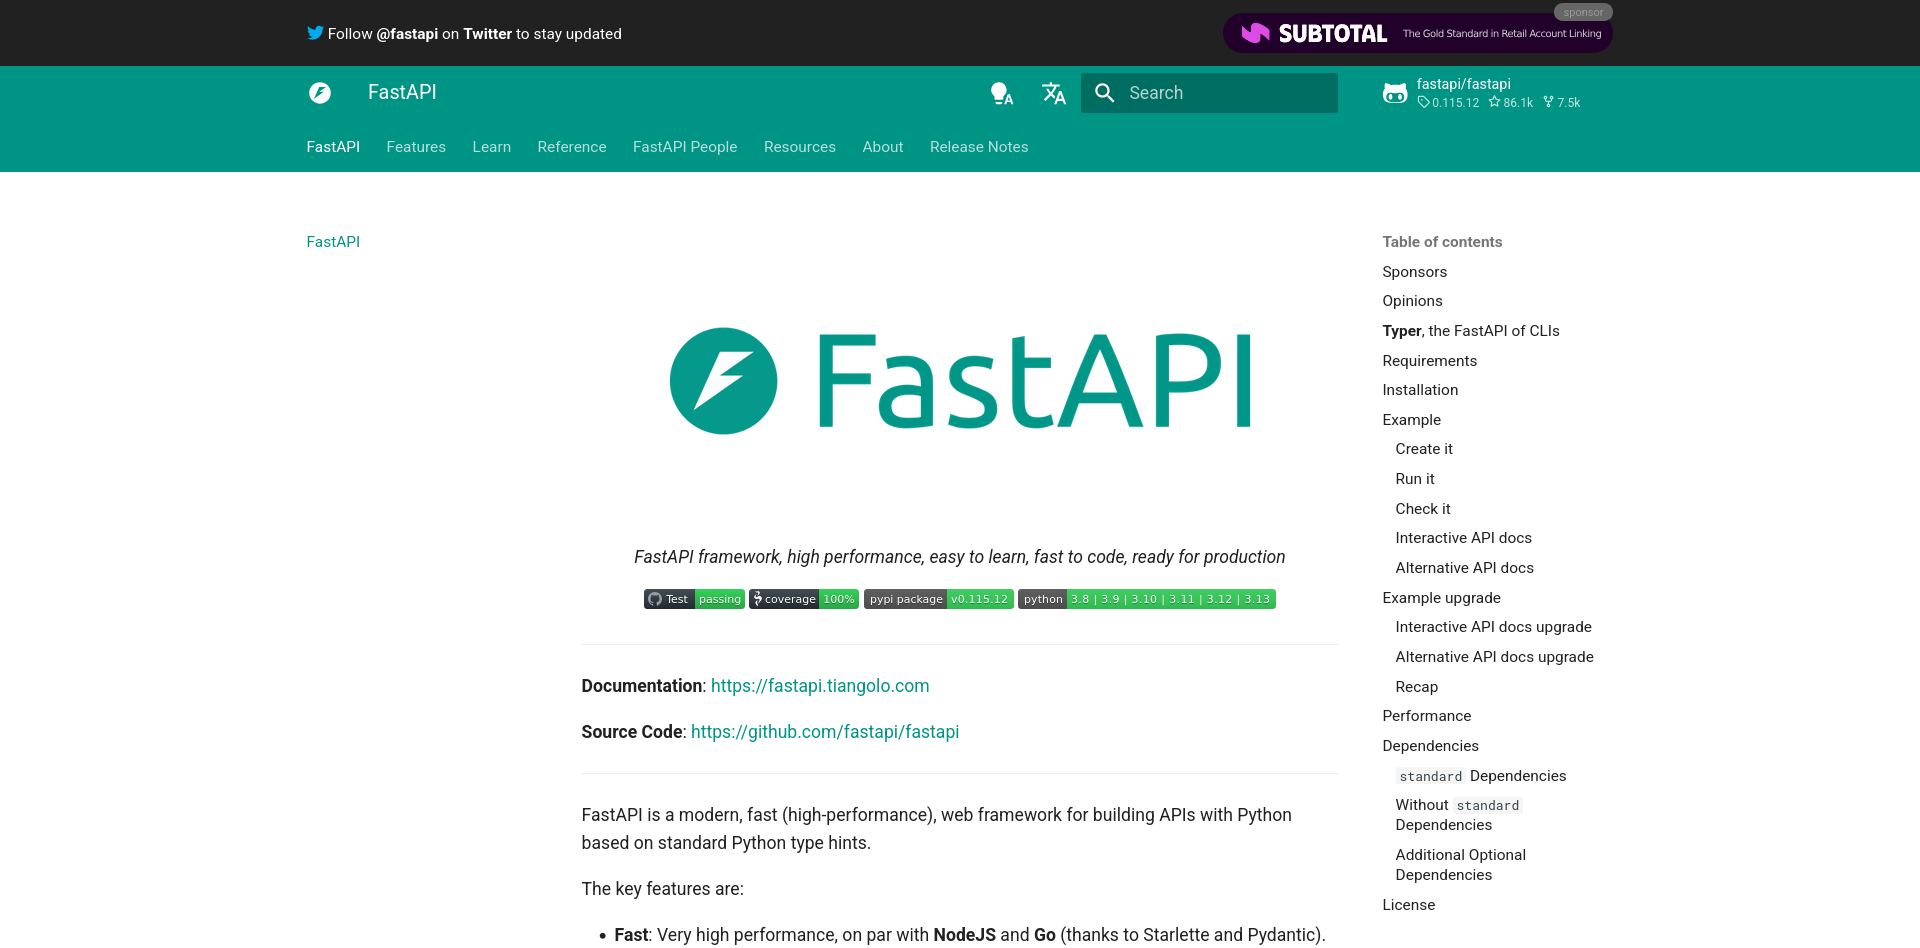 Follow @fastapi on Twitter to stay updated
sponsor
SUBTOTAL The Gold Standard in Retail Account Linking
FastAPI
Search
fastapi/fastapi
0.115.12 86.1k 7.5k
FastAPI Features Learn Reference FastAPI People Resources About Release Notes
FastAPI
FastAPI
FastAPI framework, high performance, easy to learn, fast to code, ready for production
Test passing coverage 100% pypi package v0.115.12 python 3.8 | 3.9 | 3.10 | 3.11 | 3.12 | 3.13
Documentation: https://fastapi.tiangolo.com
Source Code: https://github.com/fastapi/fastapi
FastAPI is a modern, fast (high-performance), web framework for building APIs with Python
based on standard Python type hints.
The key features are:
• Fast: Very high performance, on par with NodeJS and Go (thanks to Starlette and Pydantic).
Table of contents
Sponsors
Opinions
Typer, the FastAPI of CLIs
Requirements
Installation
Example
Create it
Run it
Check it
Interactive API docs
Alternative API docs
Example upgrade
Interactive API docs upgrade
Alternative API docs upgrade
Recap
Performance
Dependencies
standard Dependencies
Without standard
Dependencies
Additional Optional
Dependencies
License